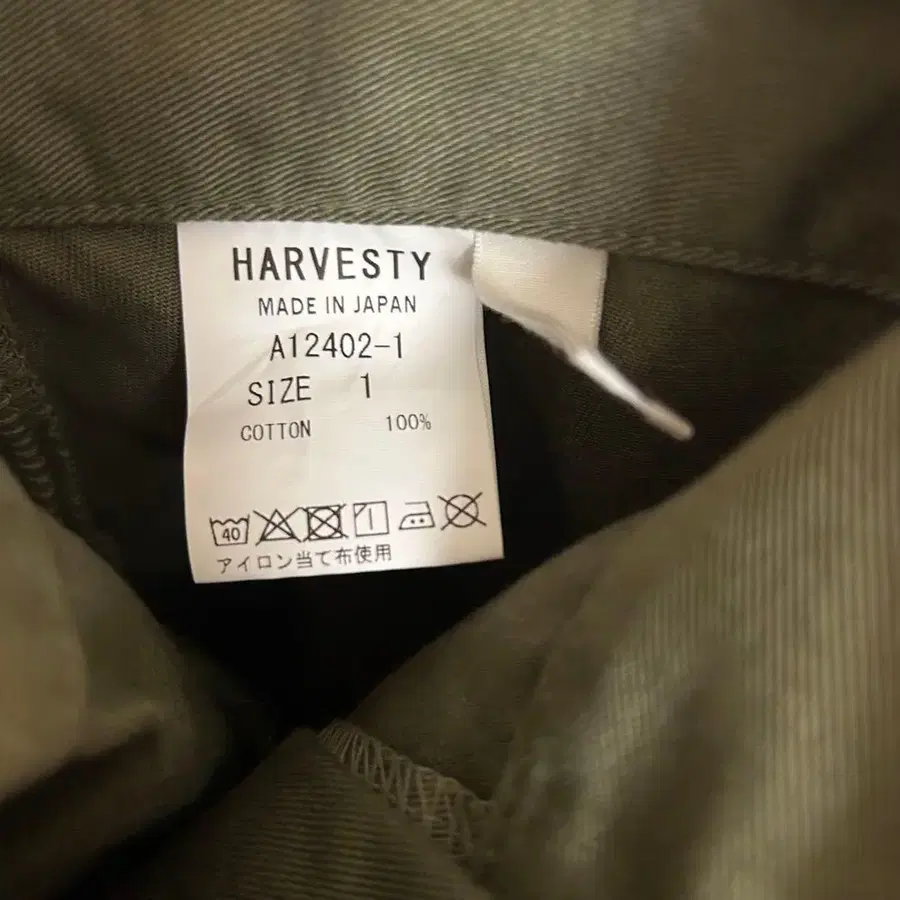 HARVESTY
MADE IN JAPAN
A12402-1
SIZE 1
COTTON 100%
40
アイロン当て布使用